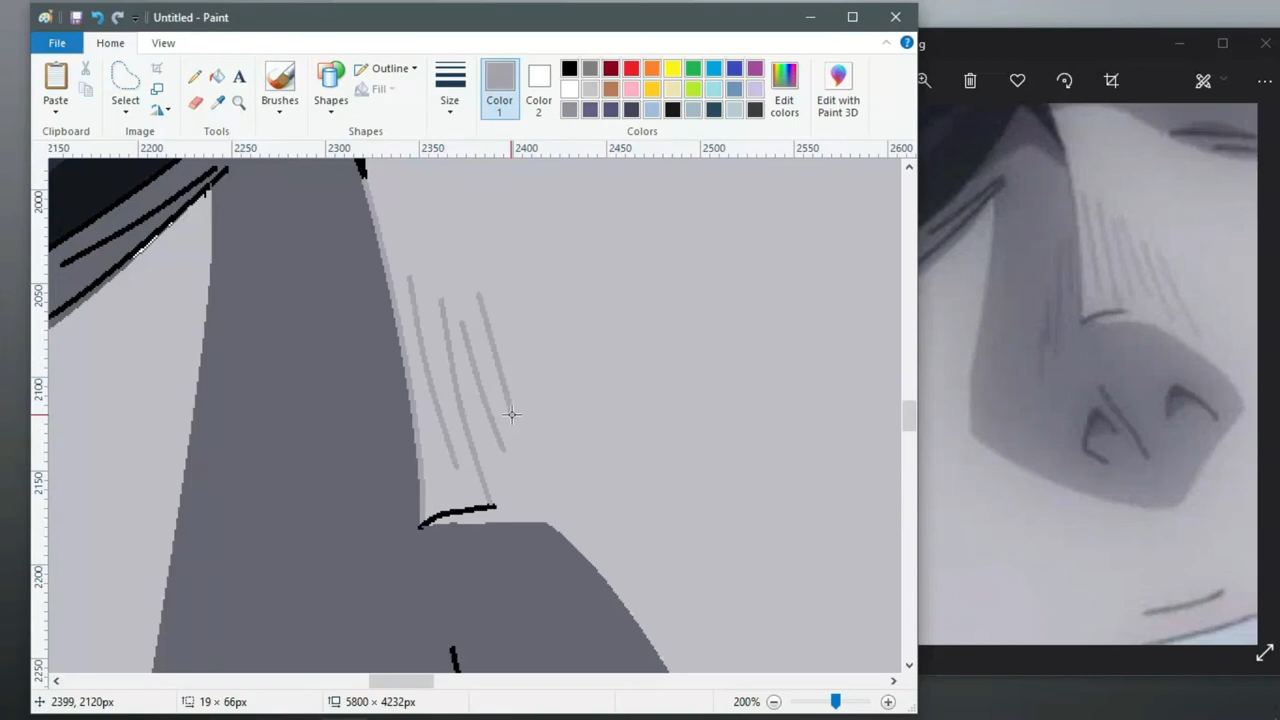 Untitled - Paint
File Home View
Paste
Select
Brushes
Shapes
Outline
Fill
Size
Color 1
Color 2
Edit colors
Edit with Paint 3D
Clipboard Image Tools Shapes Colors
2150 2200 2250 2300 2350 2400 2450 2500 2550 2600
2000
2050
2100
2150
2200
2250
A
g
2399, 2120px 19 × 66px 5800 × 4232px 200%